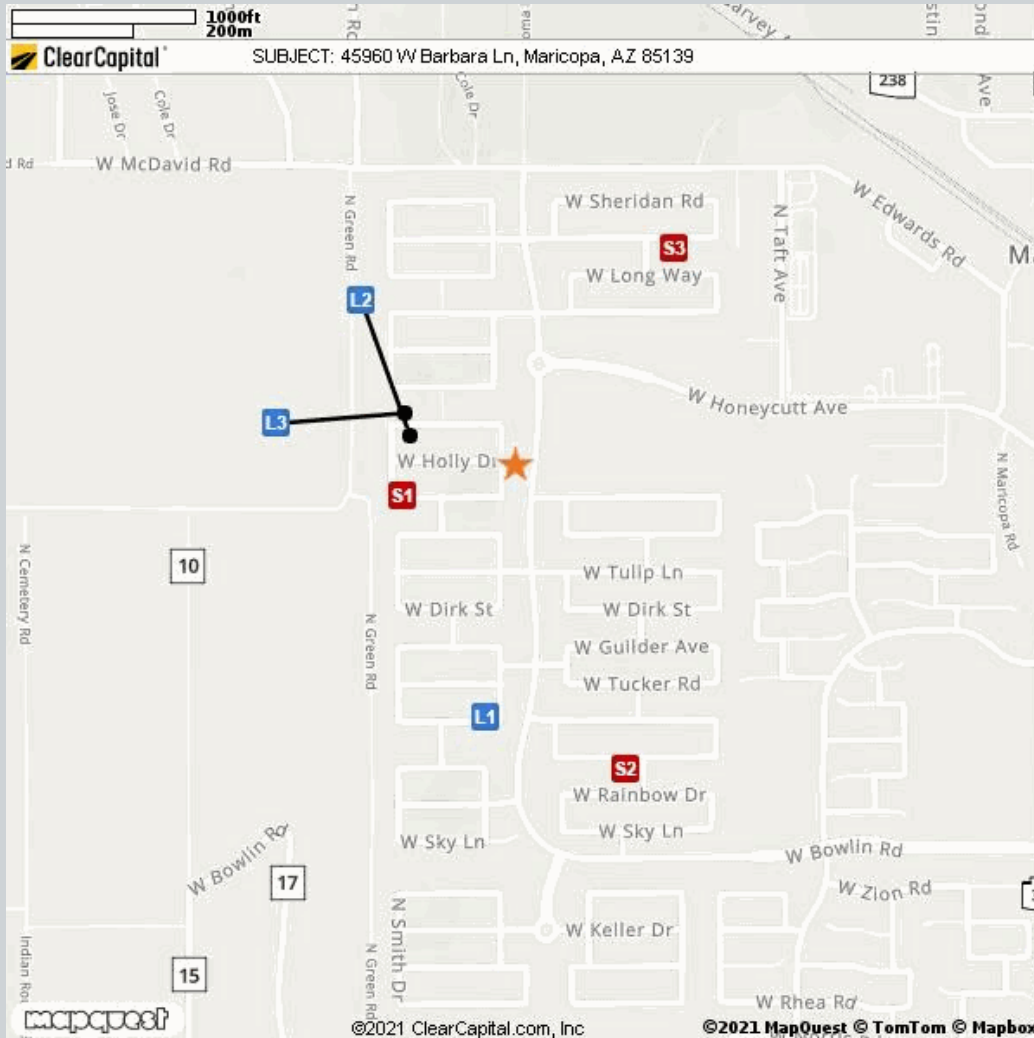 1000ft
200m
ClearCapital
SUBJECT: 45960 W Barbara Ln, Maricopa, AZ 85139
238
Ave
Jose Dr
Cole Dr
Cole Dr
d Rd
W McDavid Rd
N Green Rd
W Sheridan Rd
N Taft Ave
W Edwards Rd
S3
W Long Way
L2
W Honeycutt Ave
L3
W Holly Dr
S1
N Maricopa Rd
N Cemetery Rd
10
W Tulip Ln
W Dirk St
W Dirk St
N Green Rd
W Guilder Ave
W Tucker Rd
L1
S2
W Rainbow Dr
W Sky Ln
W Sky Ln
W Bowlin Rd
W Bowlin Rd
17
W Zion Rd
N Smith Dr
W Keller Dr
N Green Rd
15
W Rhea Rd
mapquest
©2021 ClearCapital.com, Inc
©2021 MapQuest © TomTom © Mapbox